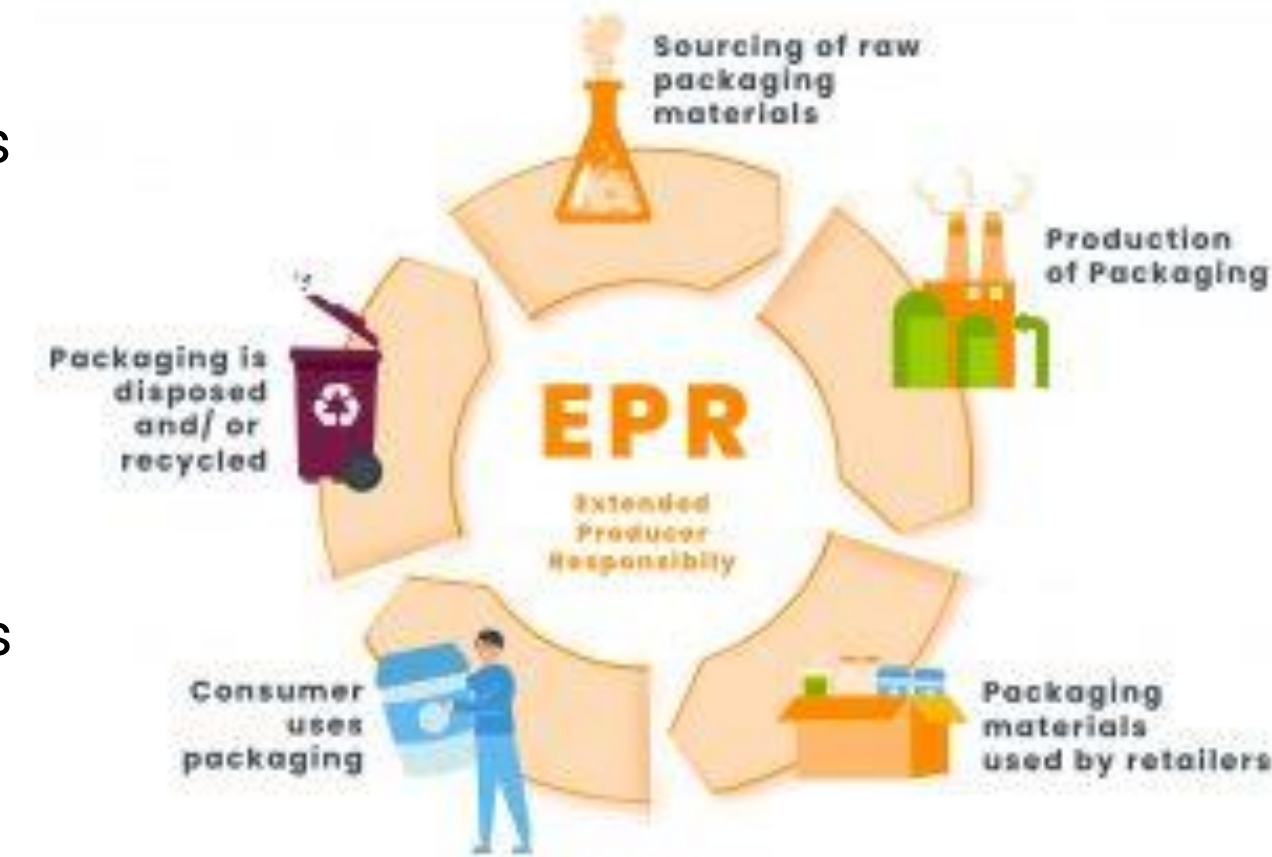 Sourcing of raw
packaging
materials
s
Production
of Packaging
Packaging is
disposed
and/ or
recycled
EPR
Extended
Producer
Responsibily
s
Consumer
uses
packaging
Packaging
materials
used by retailers